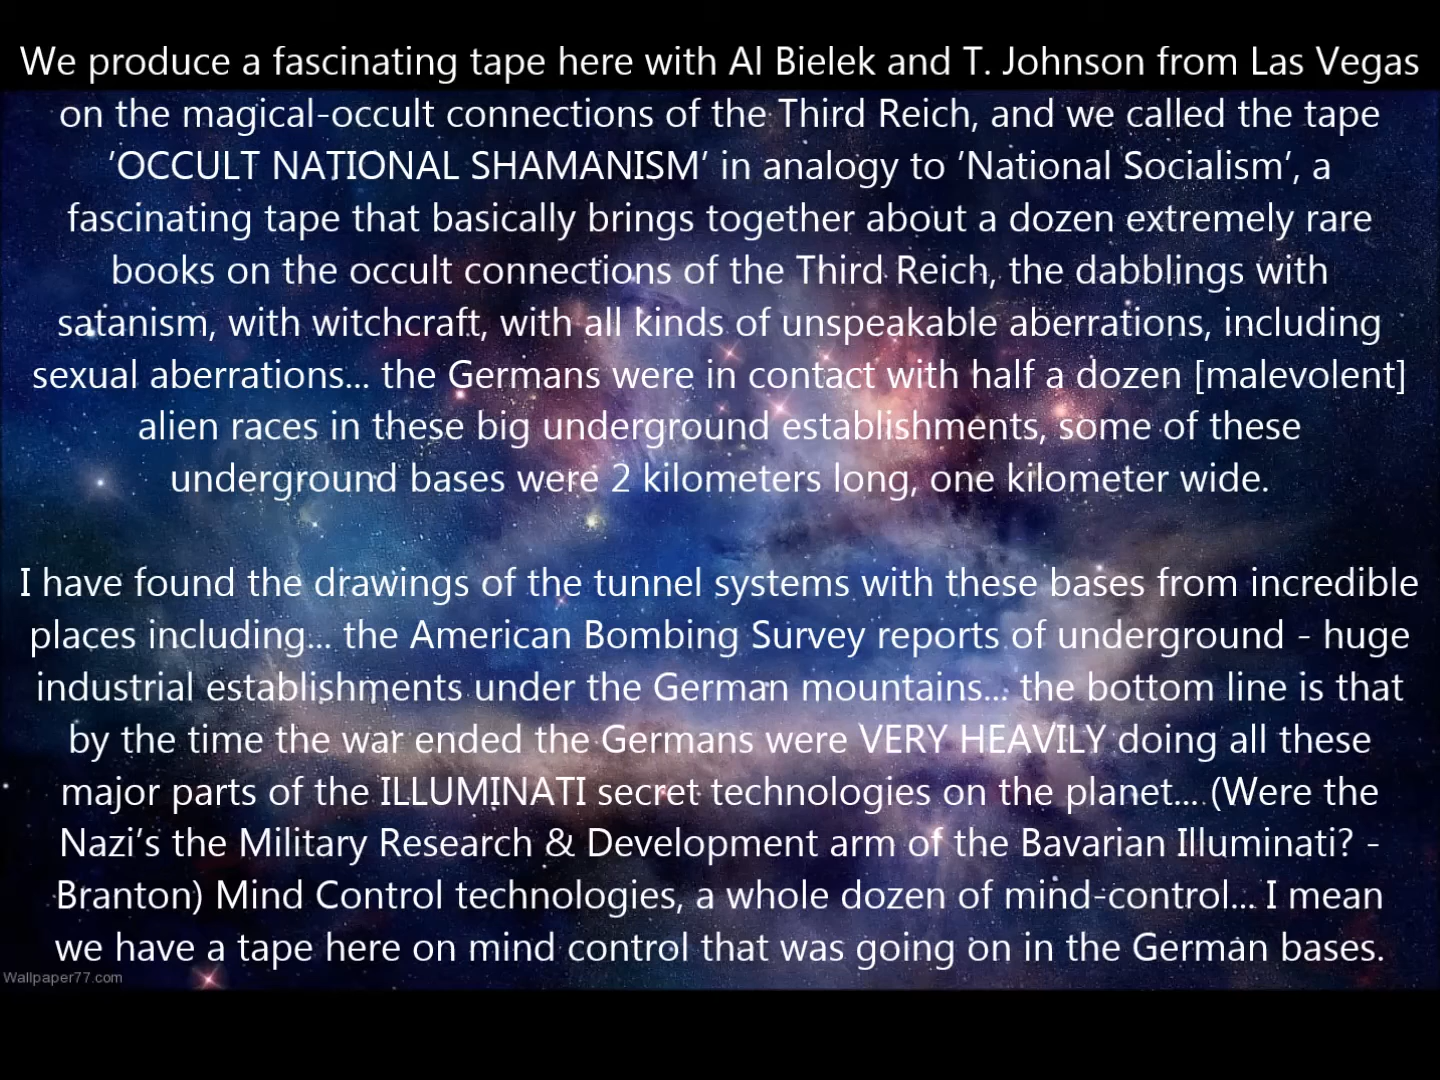 We produce a fascinating tape here with Al Bielek and T. Johnson from Las Vegas
on the magical-occult connections of the Third Reich, and we called the tape
’OCCULT NATIONAL SHAMANISM’ in analogy to ’National Socialism’, a
fascinating tape that basically brings together about a dozen extremely rare
books on the occult connections of the Third Reich, the dabblings with
satanism, with witchcraft, with all kinds of unspeakable aberrations, including
sexual aberrations... the Germans were in contact with half a dozen [malevolent]
alien races in these big underground establishments, some of these
underground bases were 2 kilometers long, one kilometer wide.
I have found the drawings of the tunnel systems with these bases from incredible
places including... the American Bombing Survey reports of underground - huge
industrial establishments under the German mountains... the bottom line is that
by the time the war ended the Germans were VERY HEAVILY doing all these
major parts of the ILLUMINATI secret technologies on the planet... (Were the
Nazi’s the Military Research & Development arm of the Bavarian Illuminati? -
Branton) Mind Control technologies, a whole dozen of mind-control... I mean
we have a tape here on mind control that was going on in the German bases.
Wallpaper77.com